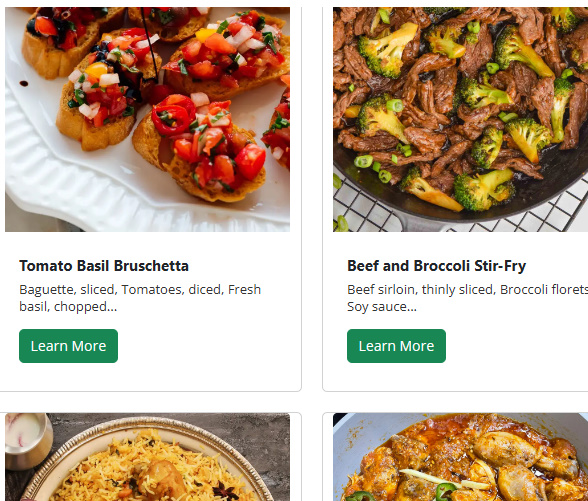 Tomato Basil Bruschetta
Baguette, sliced, Tomatoes, diced, Fresh
basil, chopped...
Learn More
Beef and Broccoli Stir-Fry
Beef sirloin, thinly sliced, Broccoli florets
Soy sauce...
Learn More